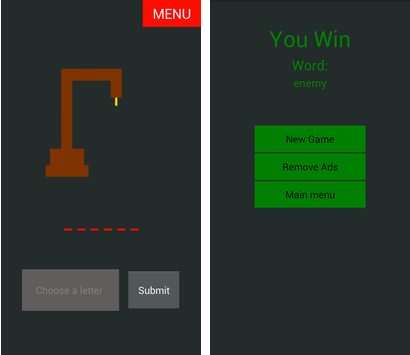 MENU
Choose a letter
Submit
You Win
Word:
enemy
New Game
Remove Ads
Main menu